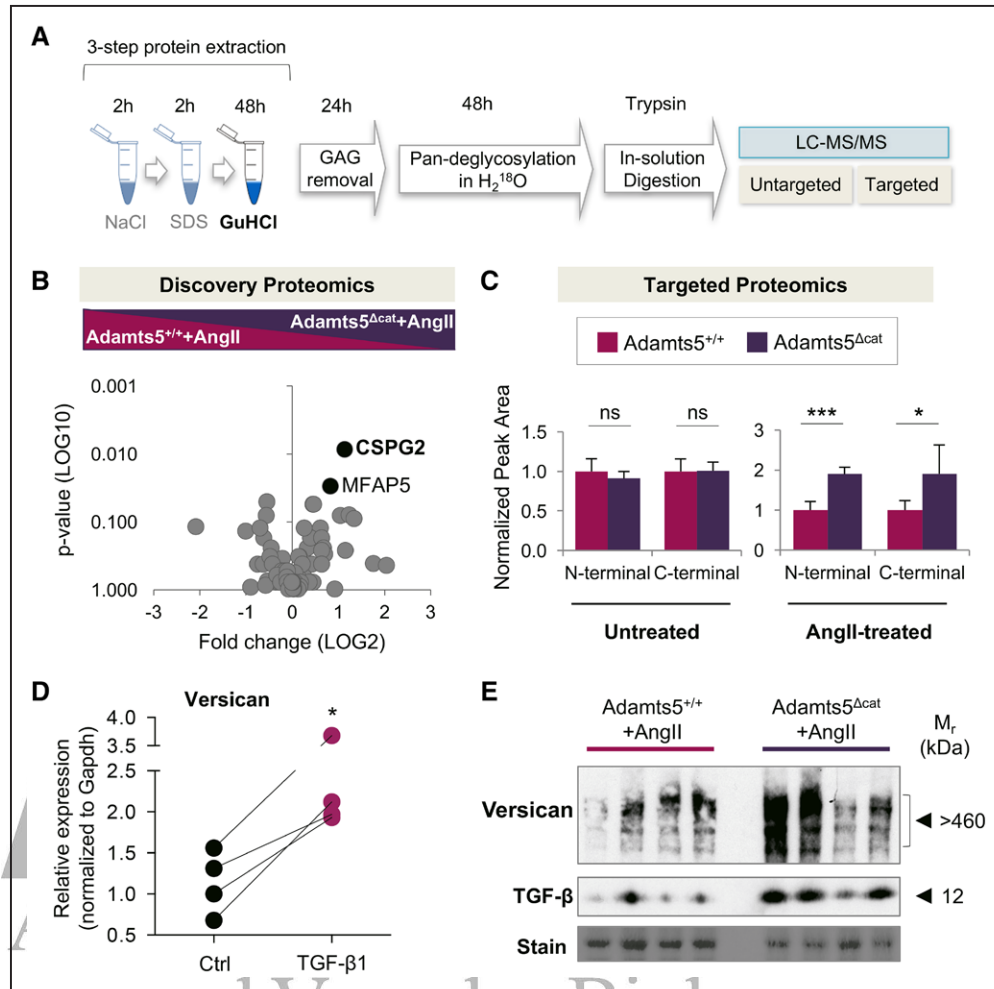 A
3-step protein extraction
2h
2h
48h
24h
48h
Trypsin
GAG
removal
Pan-deglycosylation
in H₂¹⁸O
In-solution
Digestion
LC-MS/MS
Untargeted
Targeted
NaCl
SDS
GuHCl
B
Discovery Proteomics
Adamts5^Δcat+AngII
Adamts5^+/++AngII
p-value (LOG10)
0.001
0.010
0.100
1.000
CSPG2
MFAP5
-3 -2 -1 0 1 2 3
Fold change (LOG2)
C
Targeted Proteomics
Adamts5^+/+
Adamts5^Δcat
Normalized Peak Area
1.5
1.0
0.5
0.0
ns
ns
N-terminal C-terminal
Untreated
3
2
1
0
***
*
N-terminal C-terminal
AngII-treated
D
Versican
Relative expression
(normalized to Gapdh)
4.0
3.5
2.5
2.0
1.5
1.0
0.5
*
Ctrl
TGF-β1
E
Adamts5^+/+
+AngII
Adamts5^Δcat
+AngII
Mr
(kDa)
Versican
>460
TGF-β
12
Stain